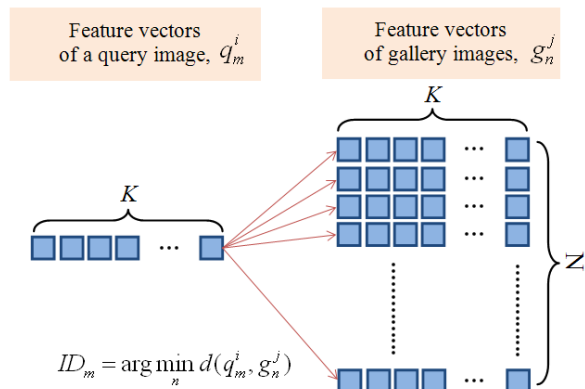 Feature vectors
of a query image, q_m^i
Feature vectors
of gallery images, g_n^j
K
K
...
...
...
...
...
N
...
ID_m = arg min_n d(q_m^i, g_n^j)